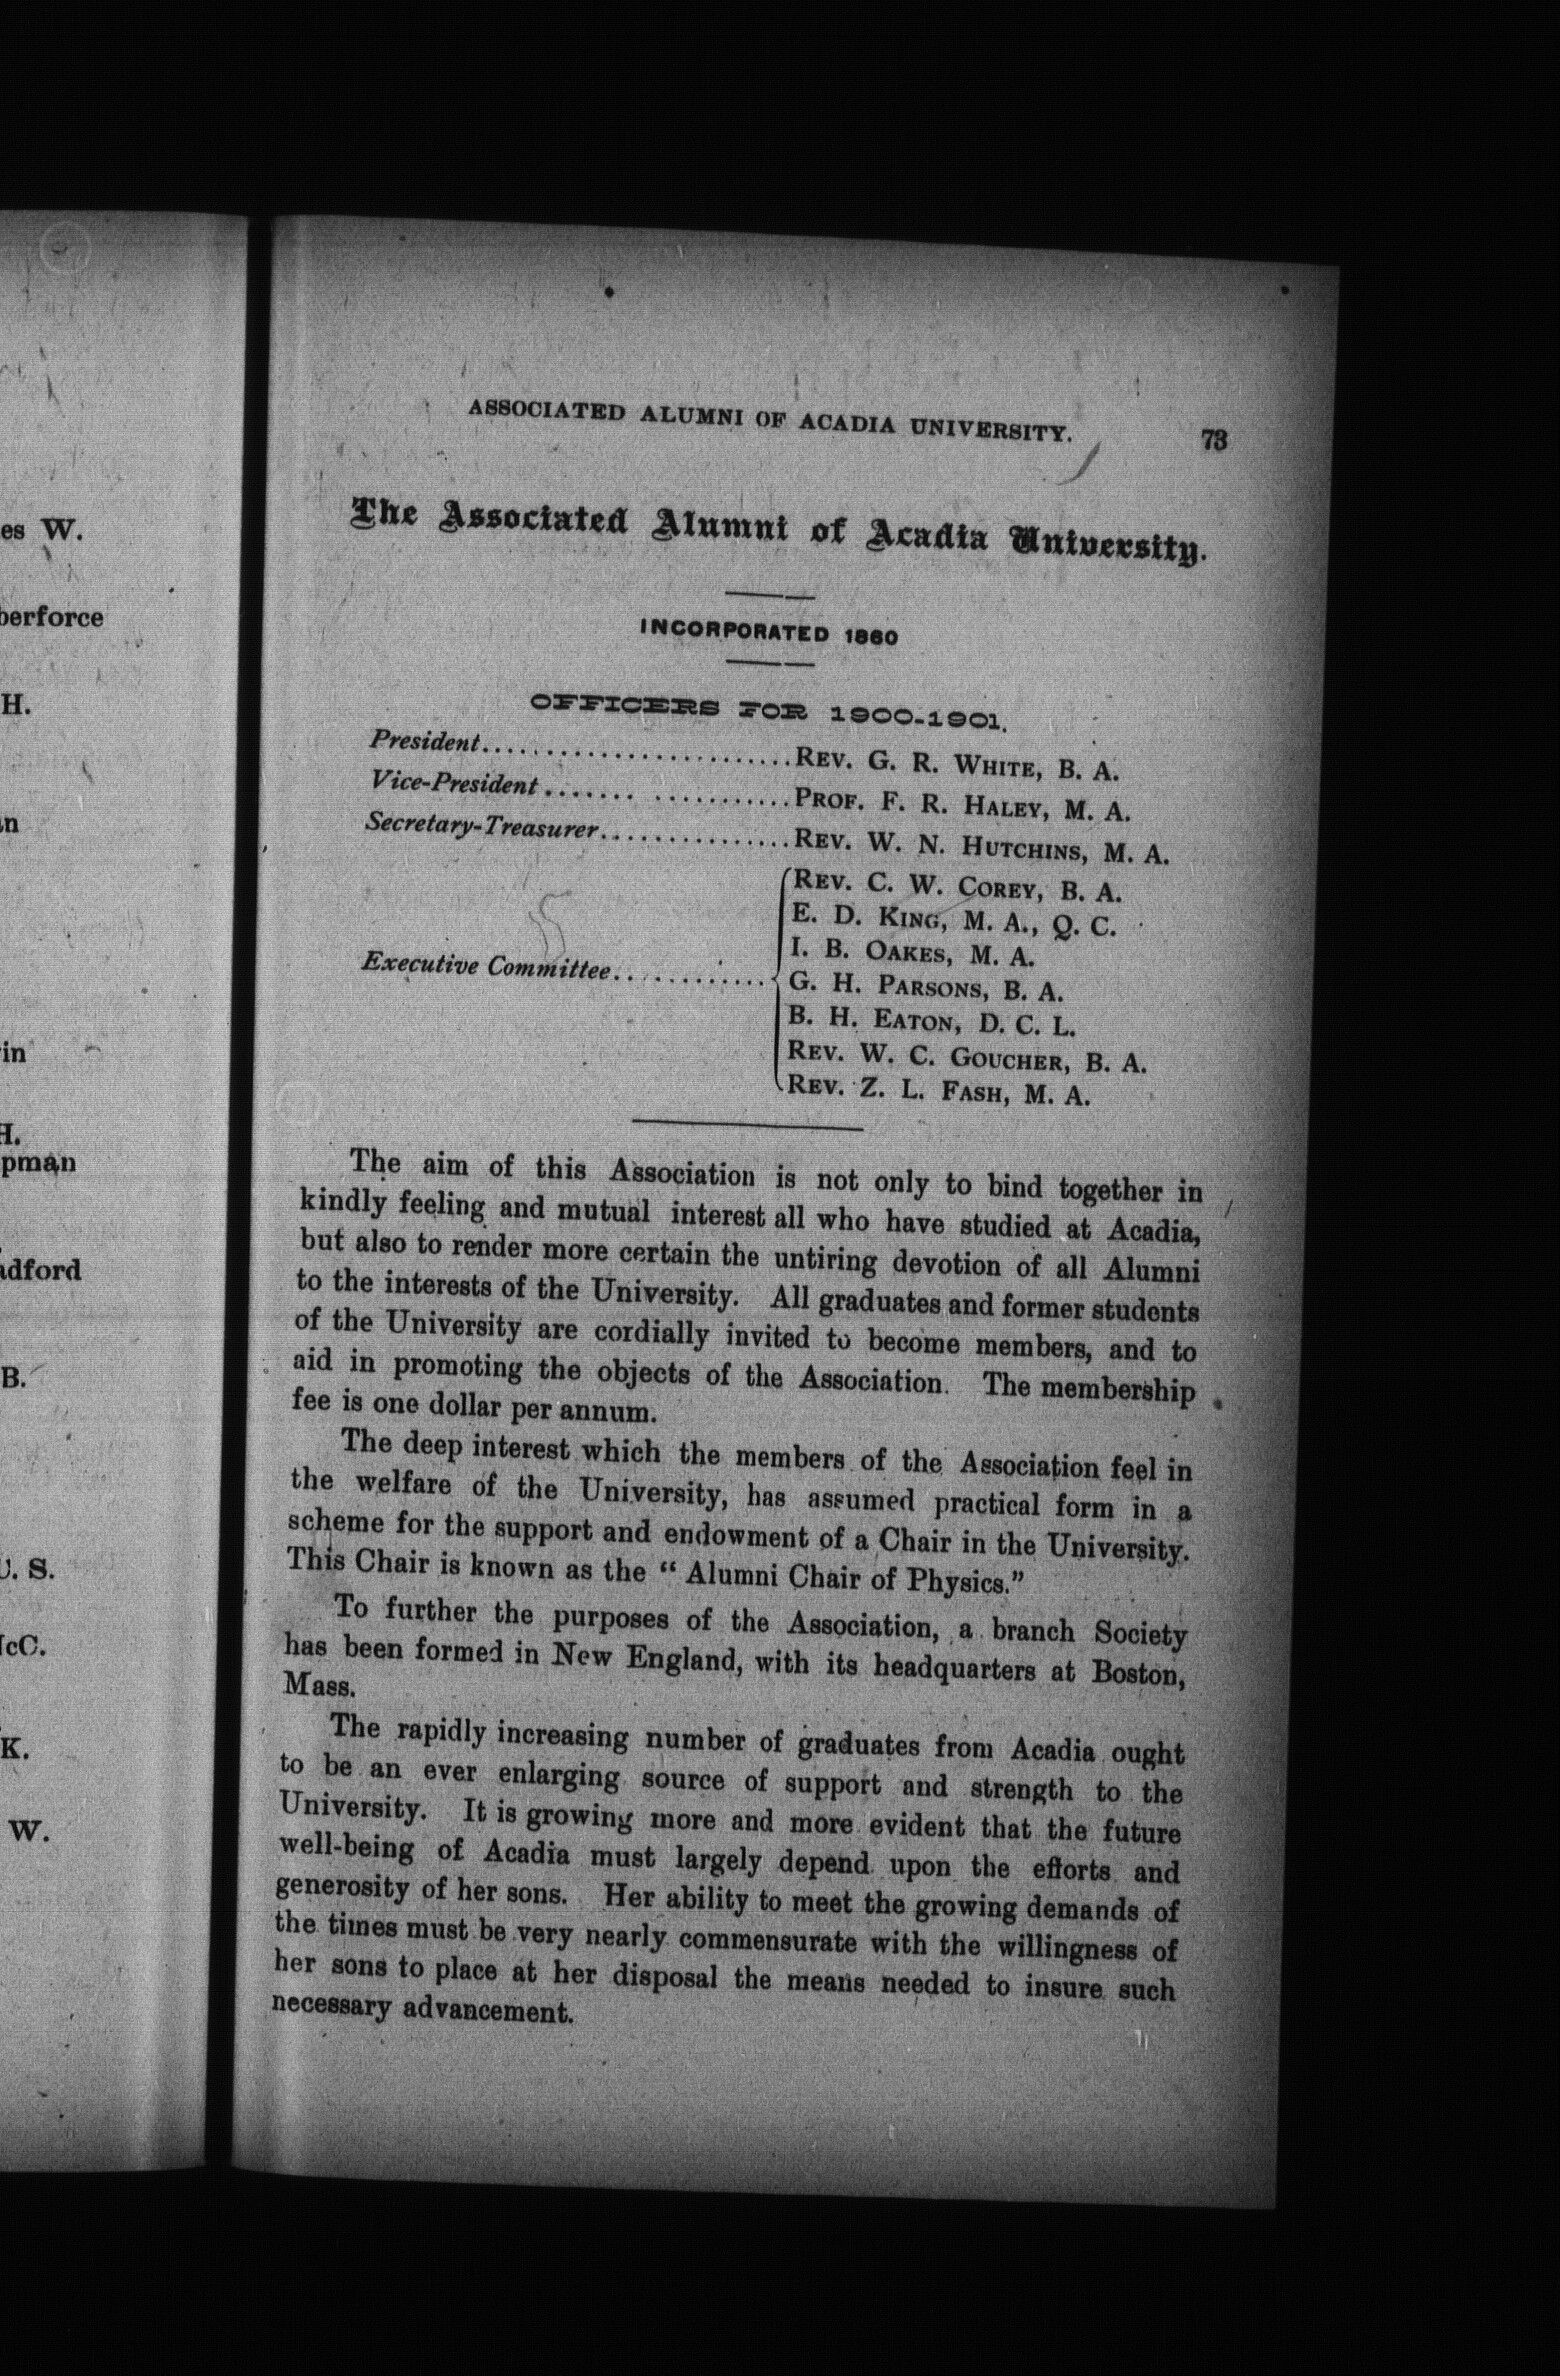 es W.
berforce
H.
in
H.
pman
adford
B.
U. S.
McC.
K.
W.
ASSOCIATED ALUMNI OF ACADIA UNIVERSITY. 73
The Associated Alumni of Acadia University.
INCORPORATED 1860
OFFICERS FOR 1900-1901.
President.......................REV. G. R. WHITE, B. A.
Vice-President....... ..........PROF. F. R. HALEY, M. A.
Secretary-Treasurer..............REV. W. N. HUTCHINS, M. A.
REV. C. W. COREY, B. A.
E. D. KING, M. A., Q. C.
I. B. OAKES, M. A.
Executive Committee............
G. H. PARSONS, B. A.
B. H. EATON, D. C. L.
REV. W. C. GOUCHER, B. A.
REV. Z. L. FASH, M. A.
The aim of this Association is not only to bind together in
kindly feeling and mutual interest all who have studied at Acadia,
but also to render more certain the untiring devotion of all Alumni
to the interests of the University. All graduates and former students
of the University are cordially invited to become members, and to
aid in promoting the objects of the Association. The membership
fee is one dollar per annum.
The deep interest which the members of the Association feel in
the welfare of the University, has assumed practical form in a
scheme for the support and endowment of a Chair in the University.
This Chair is known as the “ Alumni Chair of Physics.”
To further the purposes of the Association, a branch Society
has been formed in New England, with its headquarters at Boston,
Mass.
The rapidly increasing number of graduates from Acadia ought
to be an ever enlarging source of support and strength to the
University. It is growing more and more evident that the future
well-being of Acadia must largely depend upon the efforts and
generosity of her sons. Her ability to meet the growing demands of
the times must be very nearly commensurate with the willingness of
her sons to place at her disposal the means needed to insure such
necessary advancement.